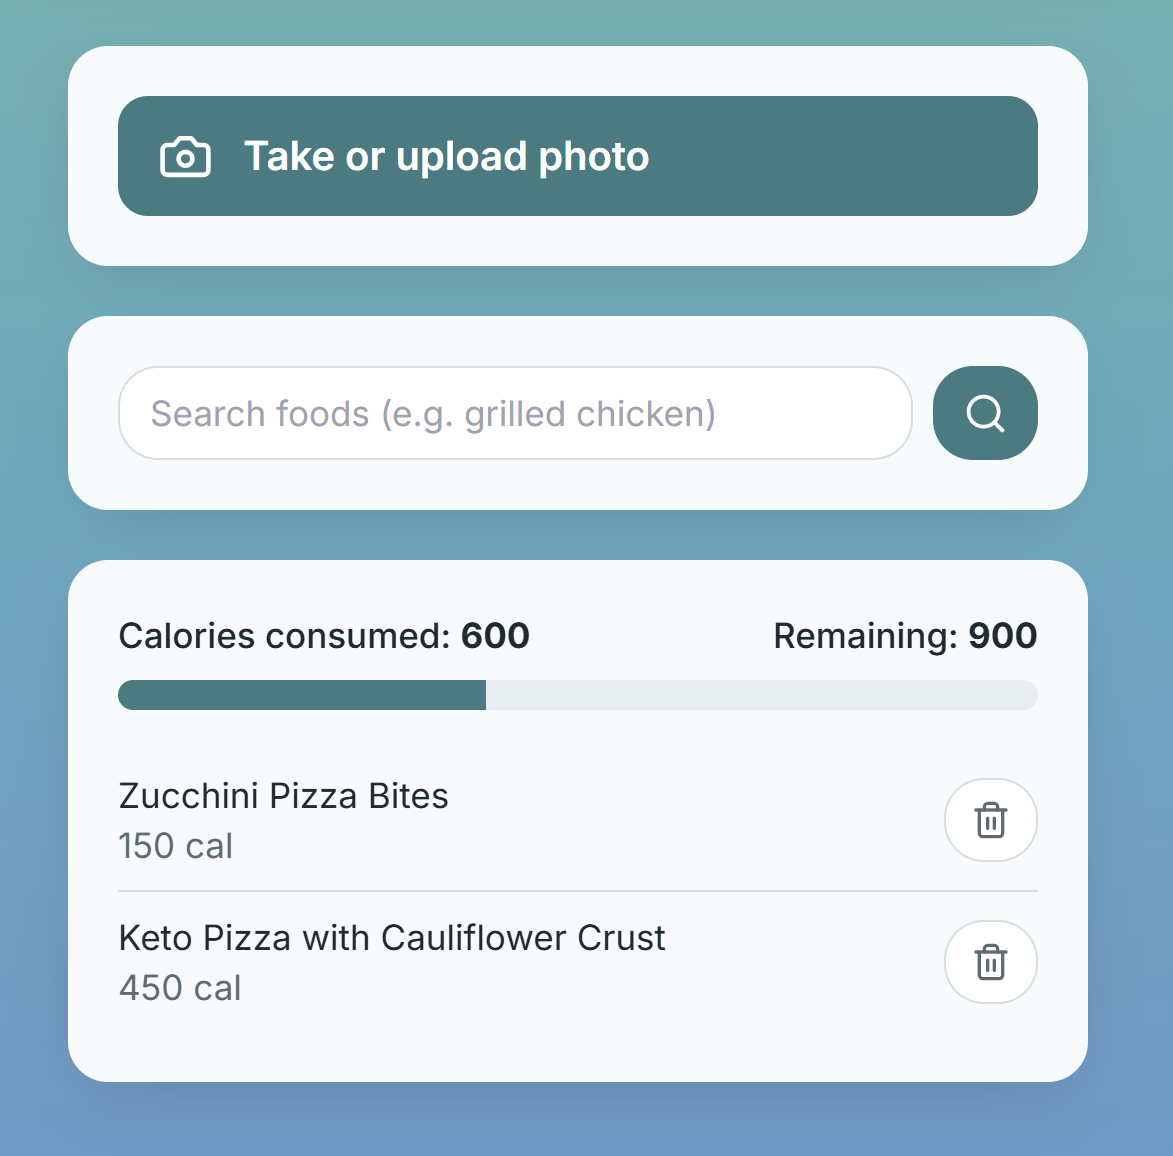 Take or upload photo
Search foods (e.g. grilled chicken)
Calories consumed: 600 Remaining: 900
Zucchini Pizza Bites
150 cal
Keto Pizza with Cauliflower Crust
450 cal